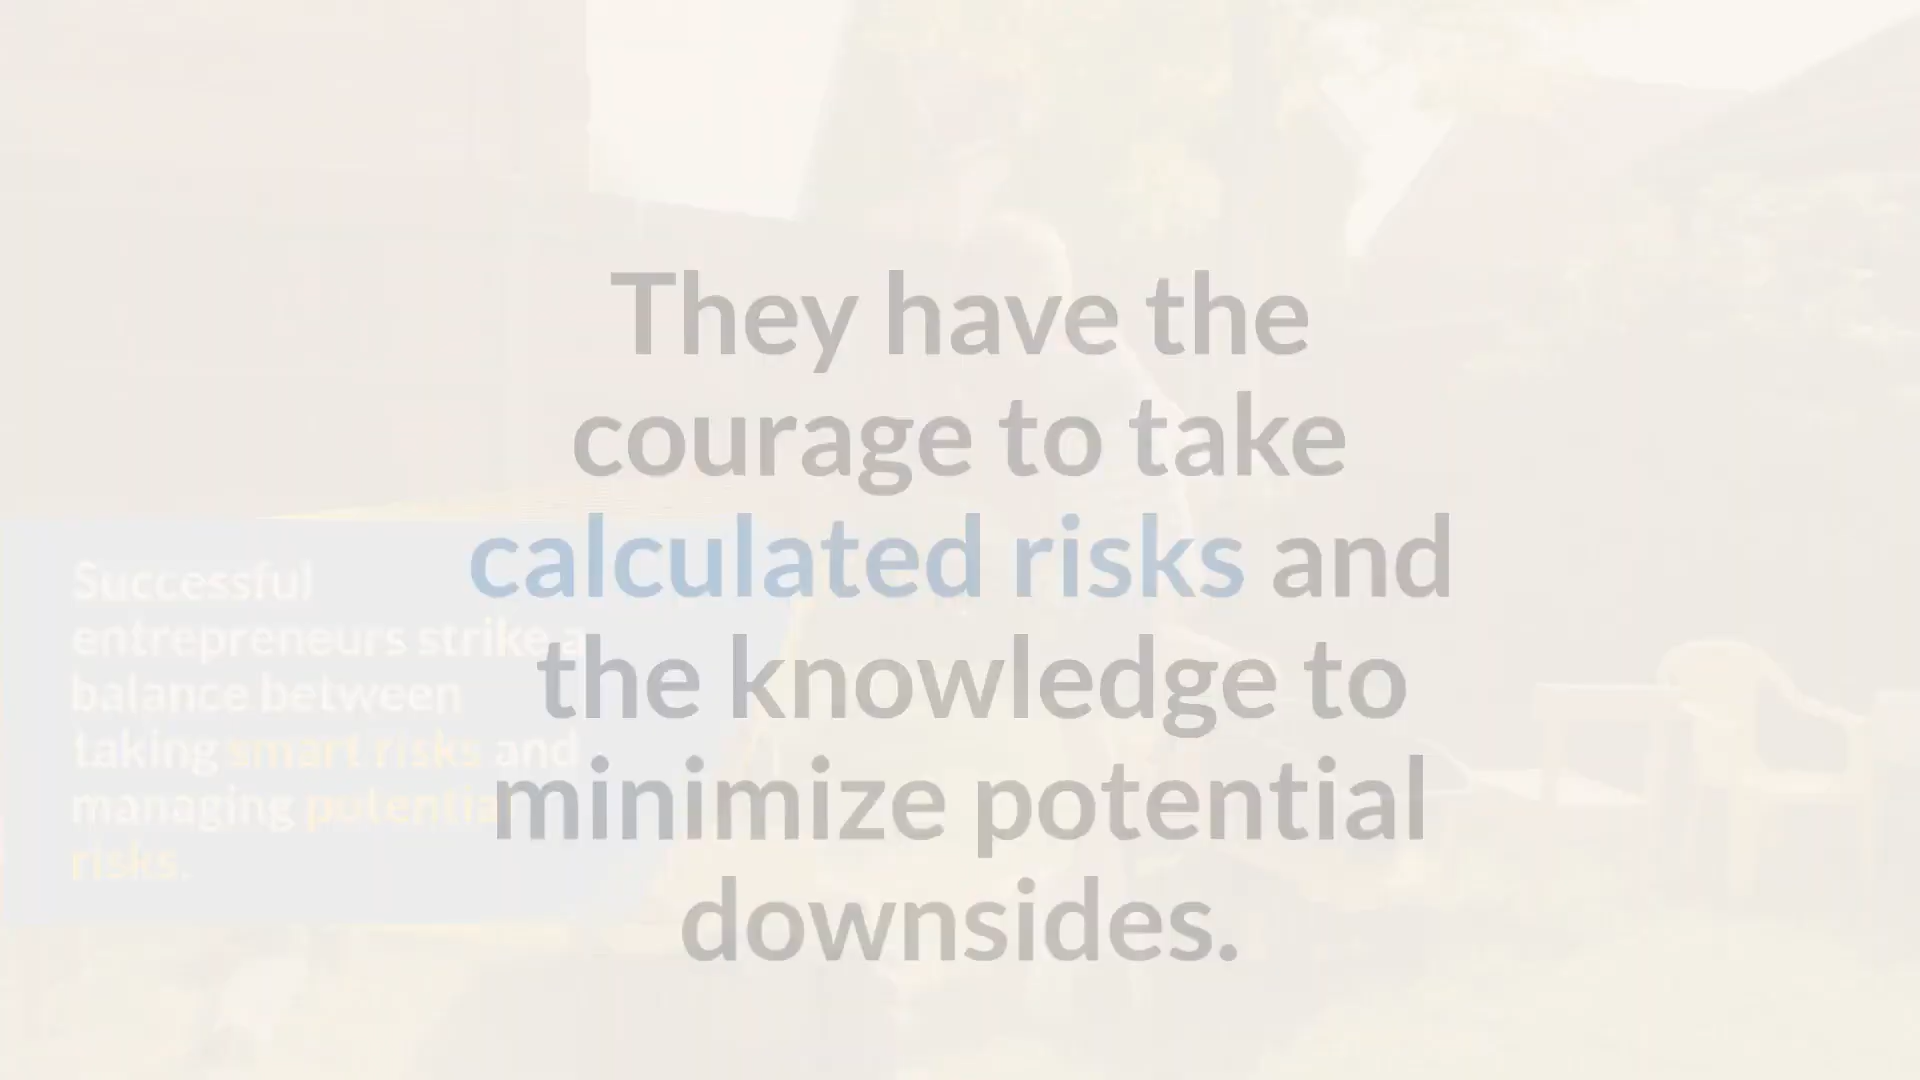 They have the
courage to take
calculated risks and
the knowledge to
minimize potential
downsides.
Successful
entrepreneurs strike a
balance between
taking smart risks and
managing potential
risks.